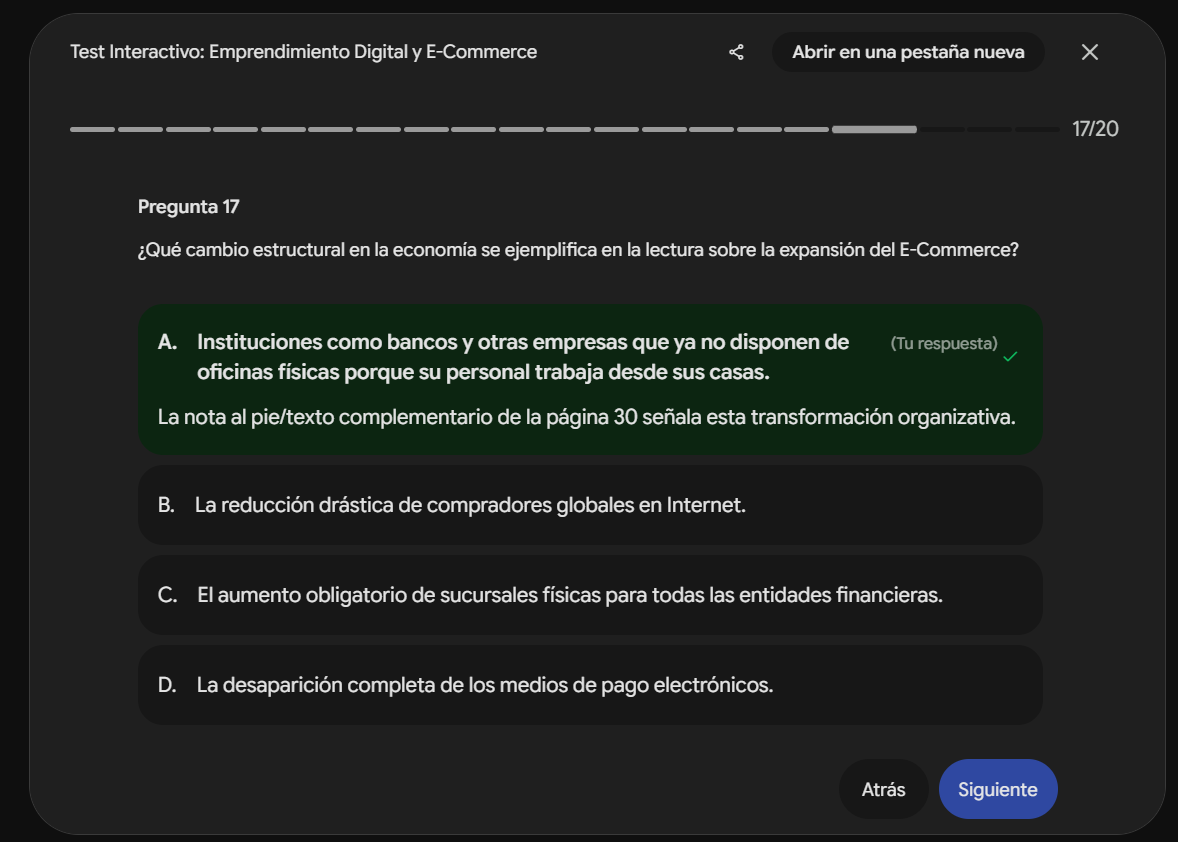 Test Interactivo: Emprendimiento Digital y E-Commerce
Abrir en una pestaña nueva
17/20
Pregunta 17
¿Qué cambio estructural en la economía se ejemplifica en la lectura sobre la expansión del E-Commerce?
A. Instituciones como bancos y otras empresas que ya no disponen de
(Tu respuesta)
oficinas físicas porque su personal trabaja desde sus casas.
La nota al pie/texto complementario de la página 30 señala esta transformación organizativa.
B. La reducción drástica de compradores globales en Internet.
C. El aumento obligatorio de sucursales físicas para todas las entidades financieras.
D. La desaparición completa de los medios de pago electrónicos.
Atrás
Siguiente